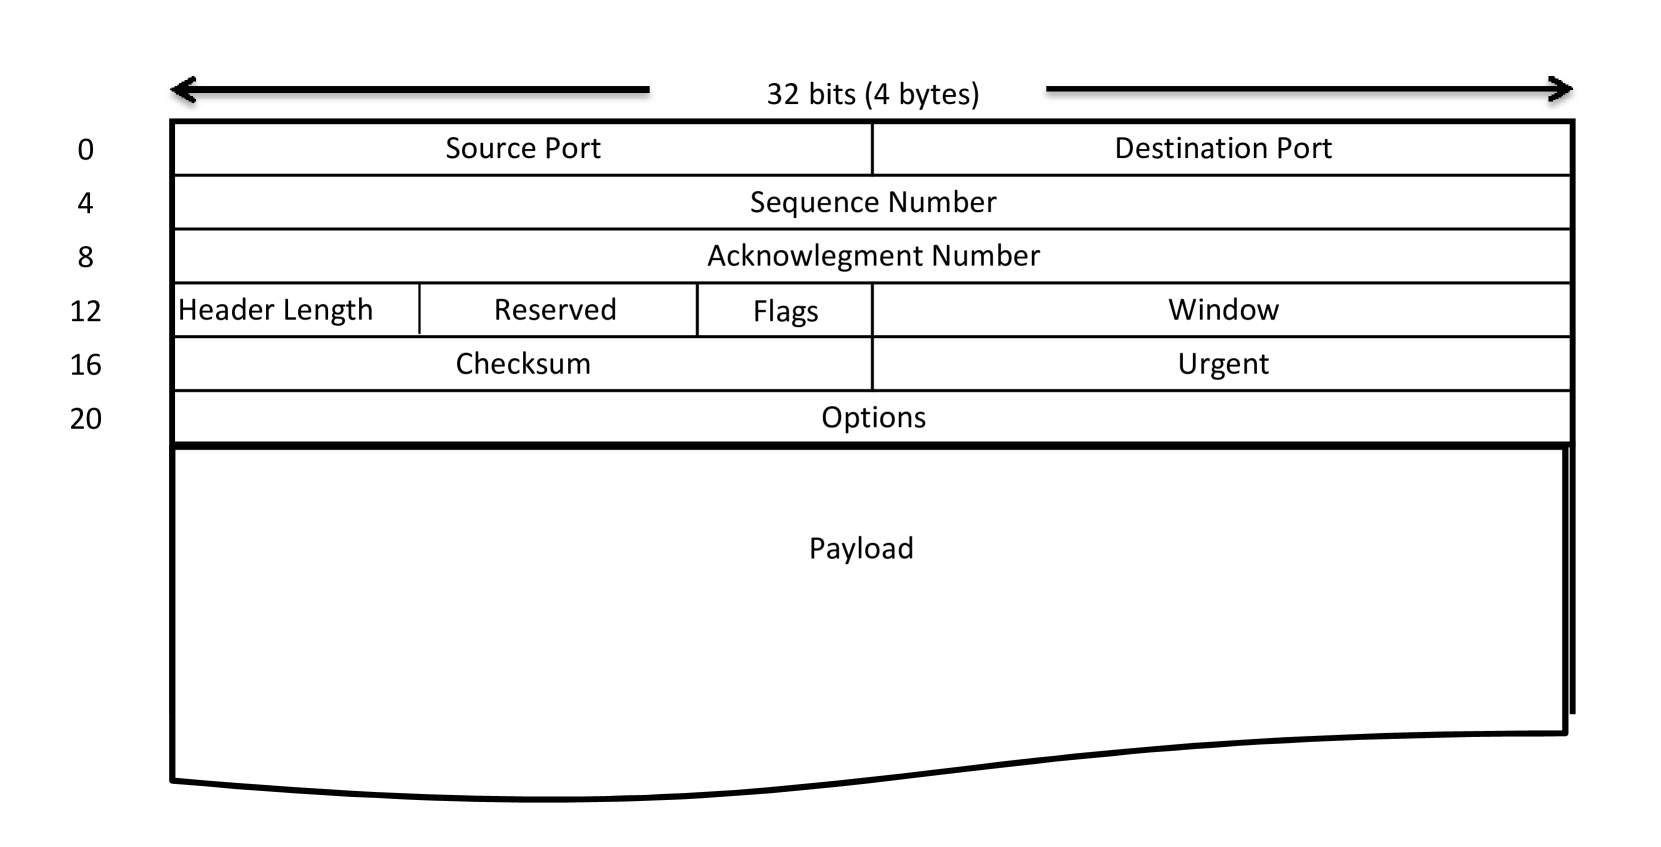 32 bits (4 bytes)
0 Source Port Destination Port
4 Sequence Number
8 Acknowlegment Number
12 Header Length Reserved Flags Window
16 Checksum Urgent
20 Options
Payload